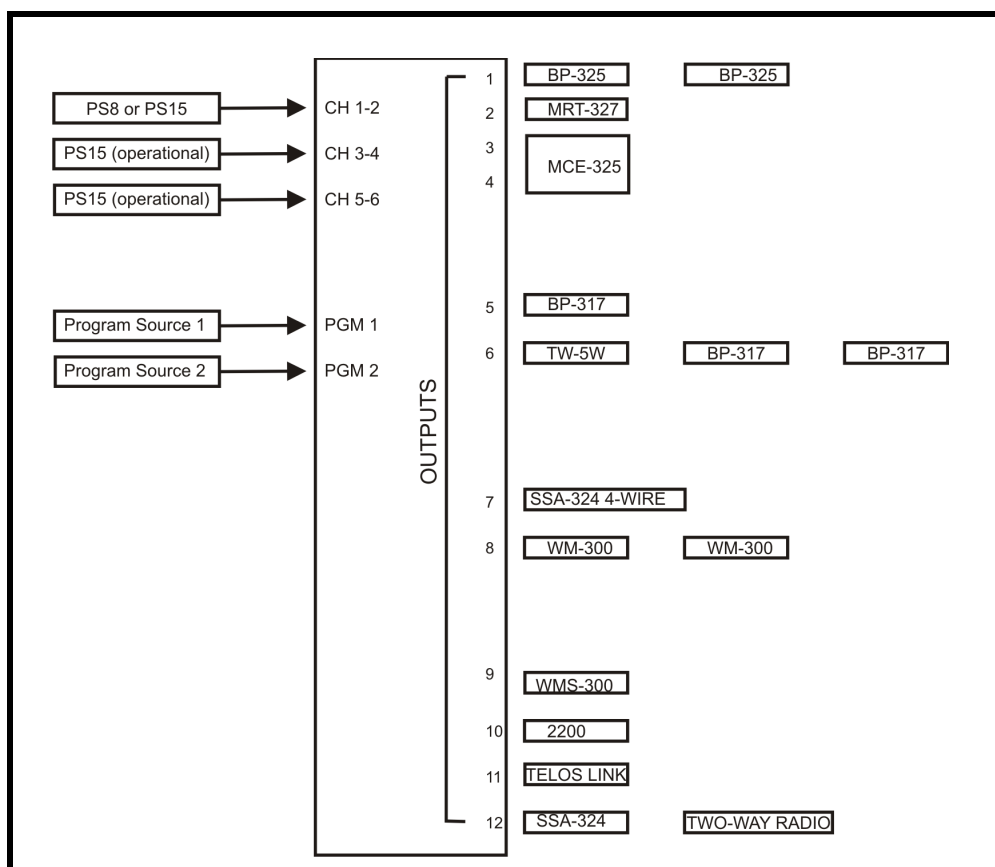 1 BP-325 BP-325
PS8 or PS15 CH 1-2 2 MRT-327
PS15 (operational) CH 3-4 3 MCE-325
4
PS15 (operational) CH 5-6
5 BP-317
Program Source 1 PGM 1
6 TW-5W BP-317 BP-317
Program Source 2 PGM 2
OUTPUTS
7 SSA-324 4-WIRE
8 WM-300 WM-300
9 WMS-300
10 2200
11 TELOS LINK
12 SSA-324 TWO-WAY RADIO